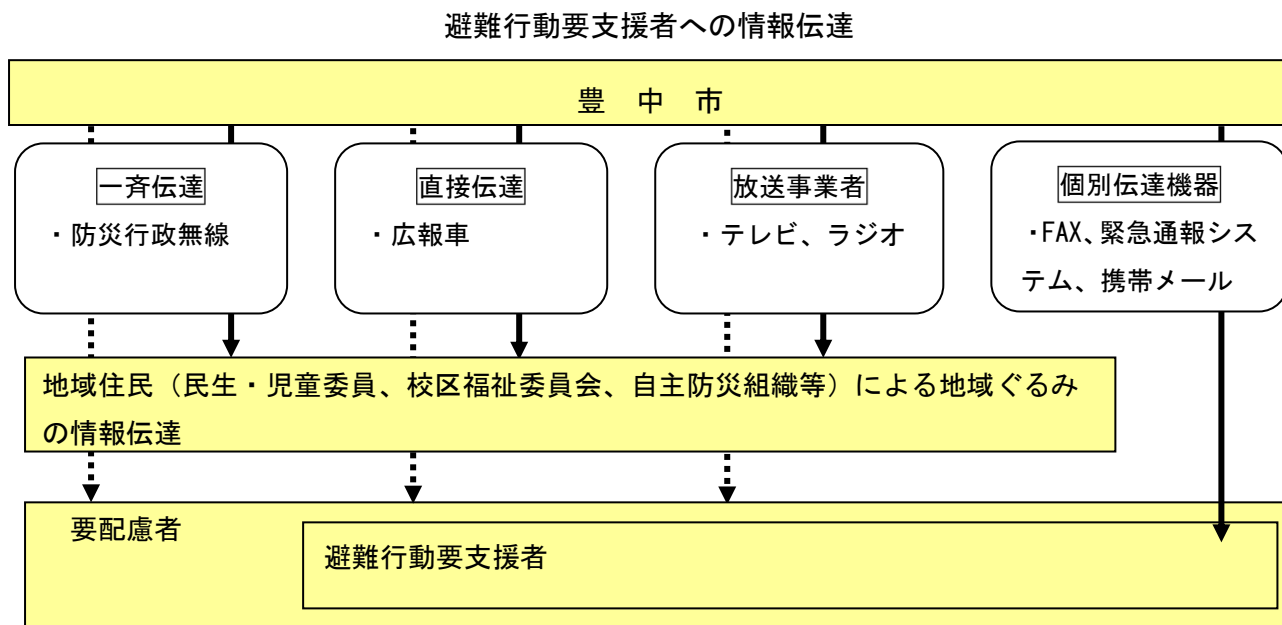 避難行動要支援者への情報伝達
豊 中 市
一斉伝達
・防災行政無線
直接伝達
・広報車
放送事業者
・テレビ、ラジオ
個別伝達機器
・FAX、緊急通報シス
テム、携帯メール
地域住民（民生・児童委員、校区福祉委員会、自主防災組織等）による地域ぐるみ
の情報伝達
要配慮者
避難行動要支援者